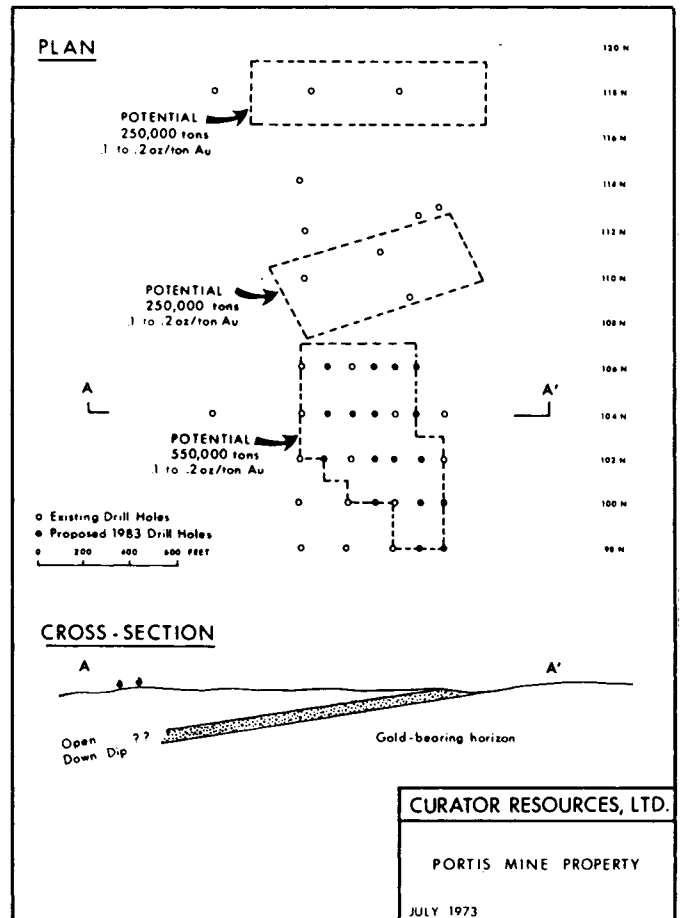 PLAN
120 N
118 N
POTENTIAL
250,000 tons
.1 to .2 oz/ton Au
116 N
114 N
112 N
110 N
POTENTIAL
250,000 tons
.1 to .2 oz/ton Au
108 N
106 N
A
A'
104 N
POTENTIAL
550,000 tons
.1 to .2 oz/ton Au
102 N
100 N
98 N
Existing Drill Holes
Proposed 1983 Drill Holes
0 200 400 600 FEET
CROSS-SECTION
A
A'
Open ??
Down Dip
Gold-bearing horizon
CURATOR RESOURCES, LTD.
PORTIS MINE PROPERTY
JULY 1973